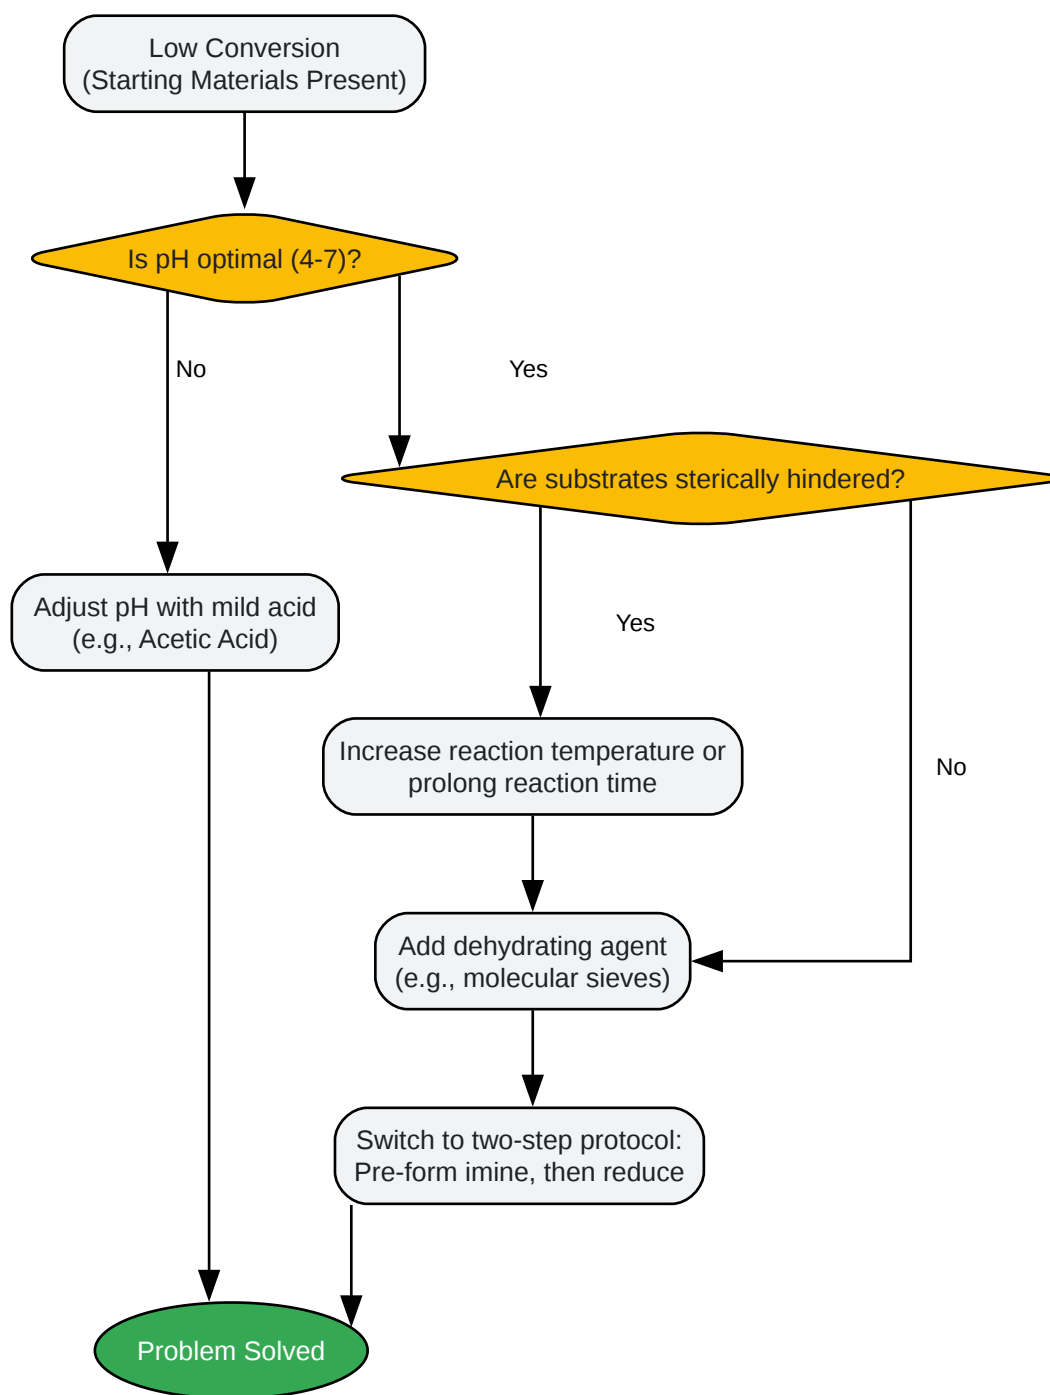 Low Conversion
(Starting Materials Present)
Is pH optimal (4-7)?
No
Yes
Are substrates sterically hindered?
Adjust pH with mild acid
(e.g., Acetic Acid)
Yes
Increase reaction temperature or
prolong reaction time
No
Add dehydrating agent
(e.g., molecular sieves)
Switch to two-step protocol:
Pre-form imine, then reduce
Problem Solved